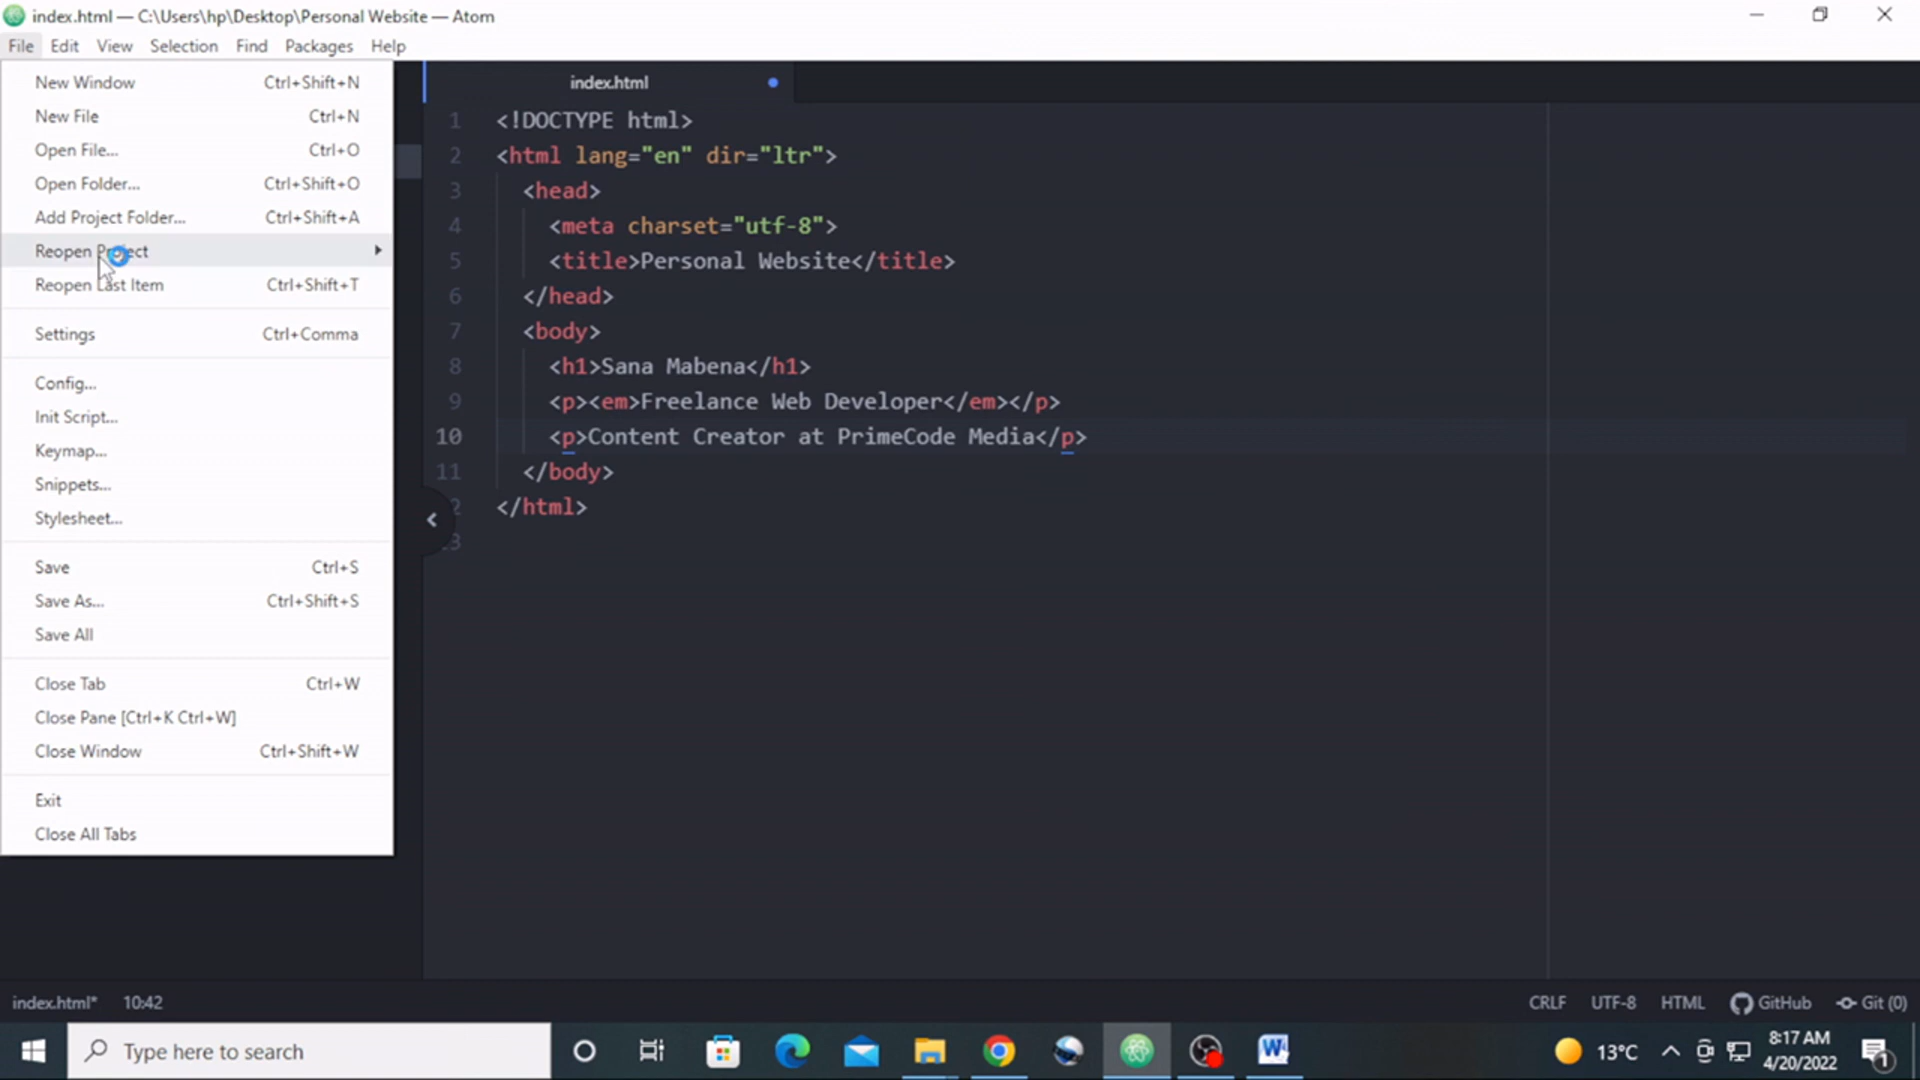 index.html — C:\Users\hp\Desktop\Personal Website — Atom
File Edit View Selection Find Packages Help
New Window Ctrl+Shift+N
New File Ctrl+N
Open File... Ctrl+O
Open Folder... Ctrl+Shift+O
Add Project Folder... Ctrl+Shift+A
Reopen Project
Reopen Last Item Ctrl+Shift+T
Settings Ctrl+Comma
Config...
Init Script...
Keymap...
Snippets...
Stylesheet...
Save Ctrl+S
Save As... Ctrl+Shift+S
Save All
Close Tab Ctrl+W
Close Pane [Ctrl+K Ctrl+W]
Close Window Ctrl+Shift+W
Exit
Close All Tabs
index.html
1 <!DOCTYPE html>
2 <html lang="en" dir="ltr">
3 <head>
4 <meta charset="utf-8">
5 <title>Personal Website</title>
6 </head>
7 <body>
8 <h1>Sana Mabena</h1>
9 <p><em>Freelance Web Developer</em></p>
10 <p>Content Creator at PrimeCode Media</p>
11 </body>
2 </html>
3
index.html* 10:42
CRLF UTF-8 HTML GitHub Git (0)
Type here to search
W
13°C
8:17 AM
4/20/2022
1